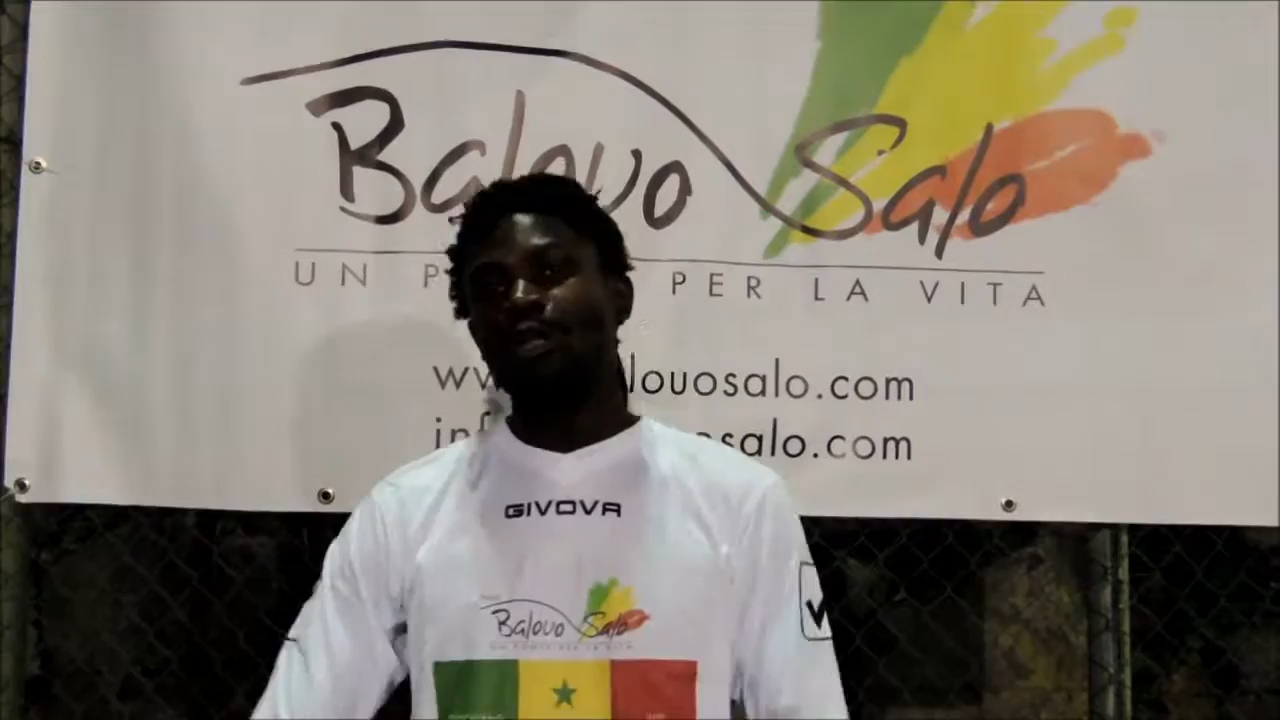 Balouo Salo
UN P PER LA VITA
www. louosalo.com
inf osalo.com
GIVOVA
Balouo Salo